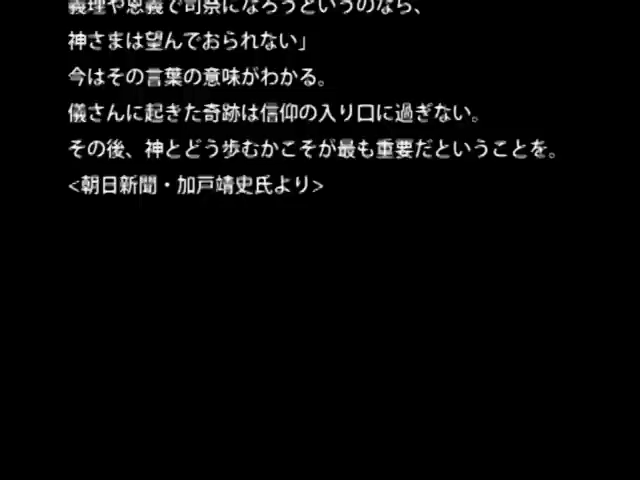 義理や恩義で司祭になろうというのなら、
神さまは望んでおられない」
今はその言葉の意味がわかる。
儀さんに起きた奇跡は信仰の入り口に過ぎない。
その後、神とどう歩むかこそが最も重要だということを。
<朝日新聞・加戸靖史氏より>